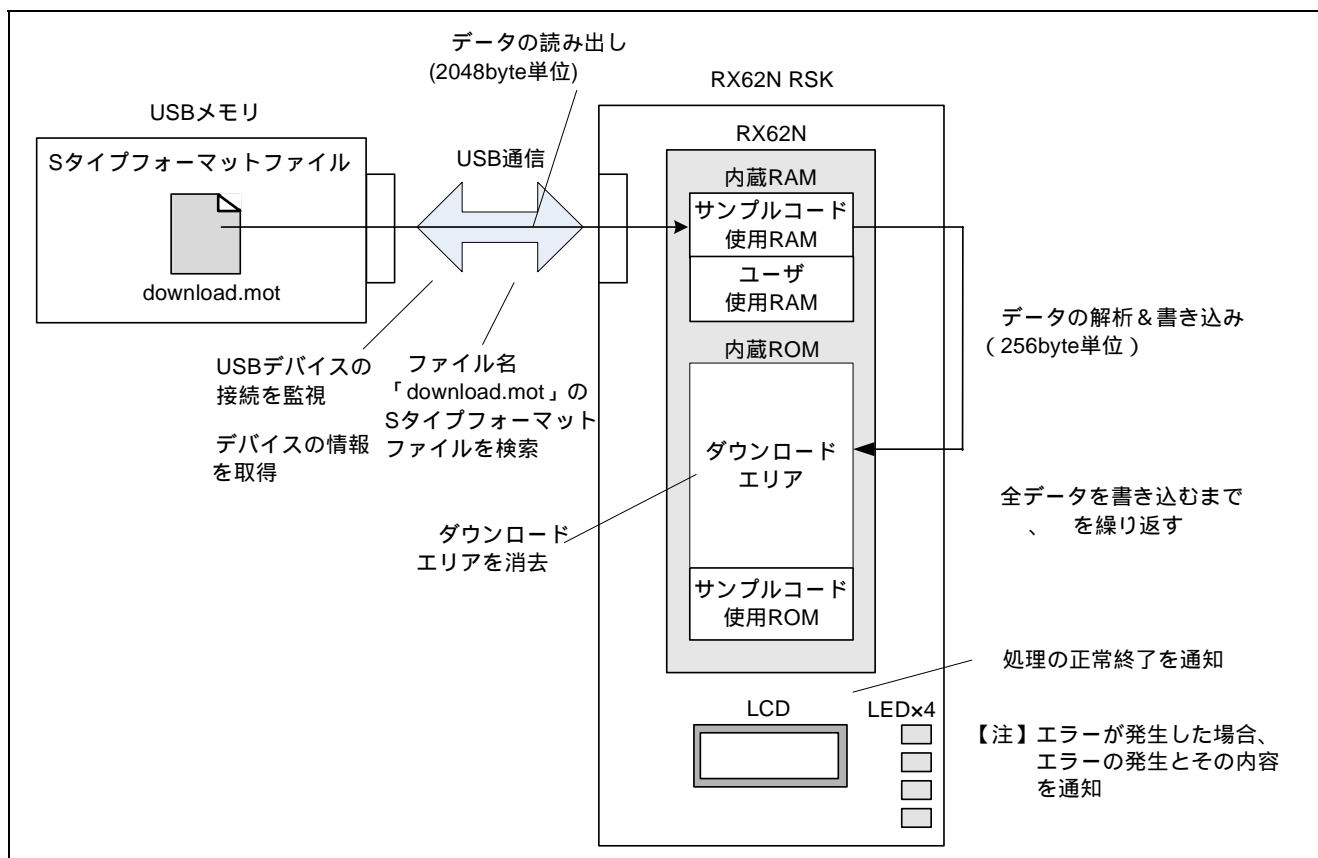 データの読み出し
(2048byte単位)
RX62N RSK
USBメモリ
RX62N
Sタイプフォーマットファイル
USB通信
内蔵RAM
サンプルコード
使用RAM
ユーザ
使用RAM
download.mot
データの解析&書き込み
(256byte単位)
USBデバイスの
接続を監視
ファイル名
「download.mot」の
Sタイプフォーマット
ファイルを検索
デバイスの情報
を取得
内蔵ROM
ダウンロード
エリア
全データを書き込むまで
、 を繰り返す
ダウンロード
エリアを消去
サンプルコード
使用ROM
処理の正常終了を通知
LCD
LED×4
【注】エラーが発生した場合、
エラーの発生とその内容
を通知